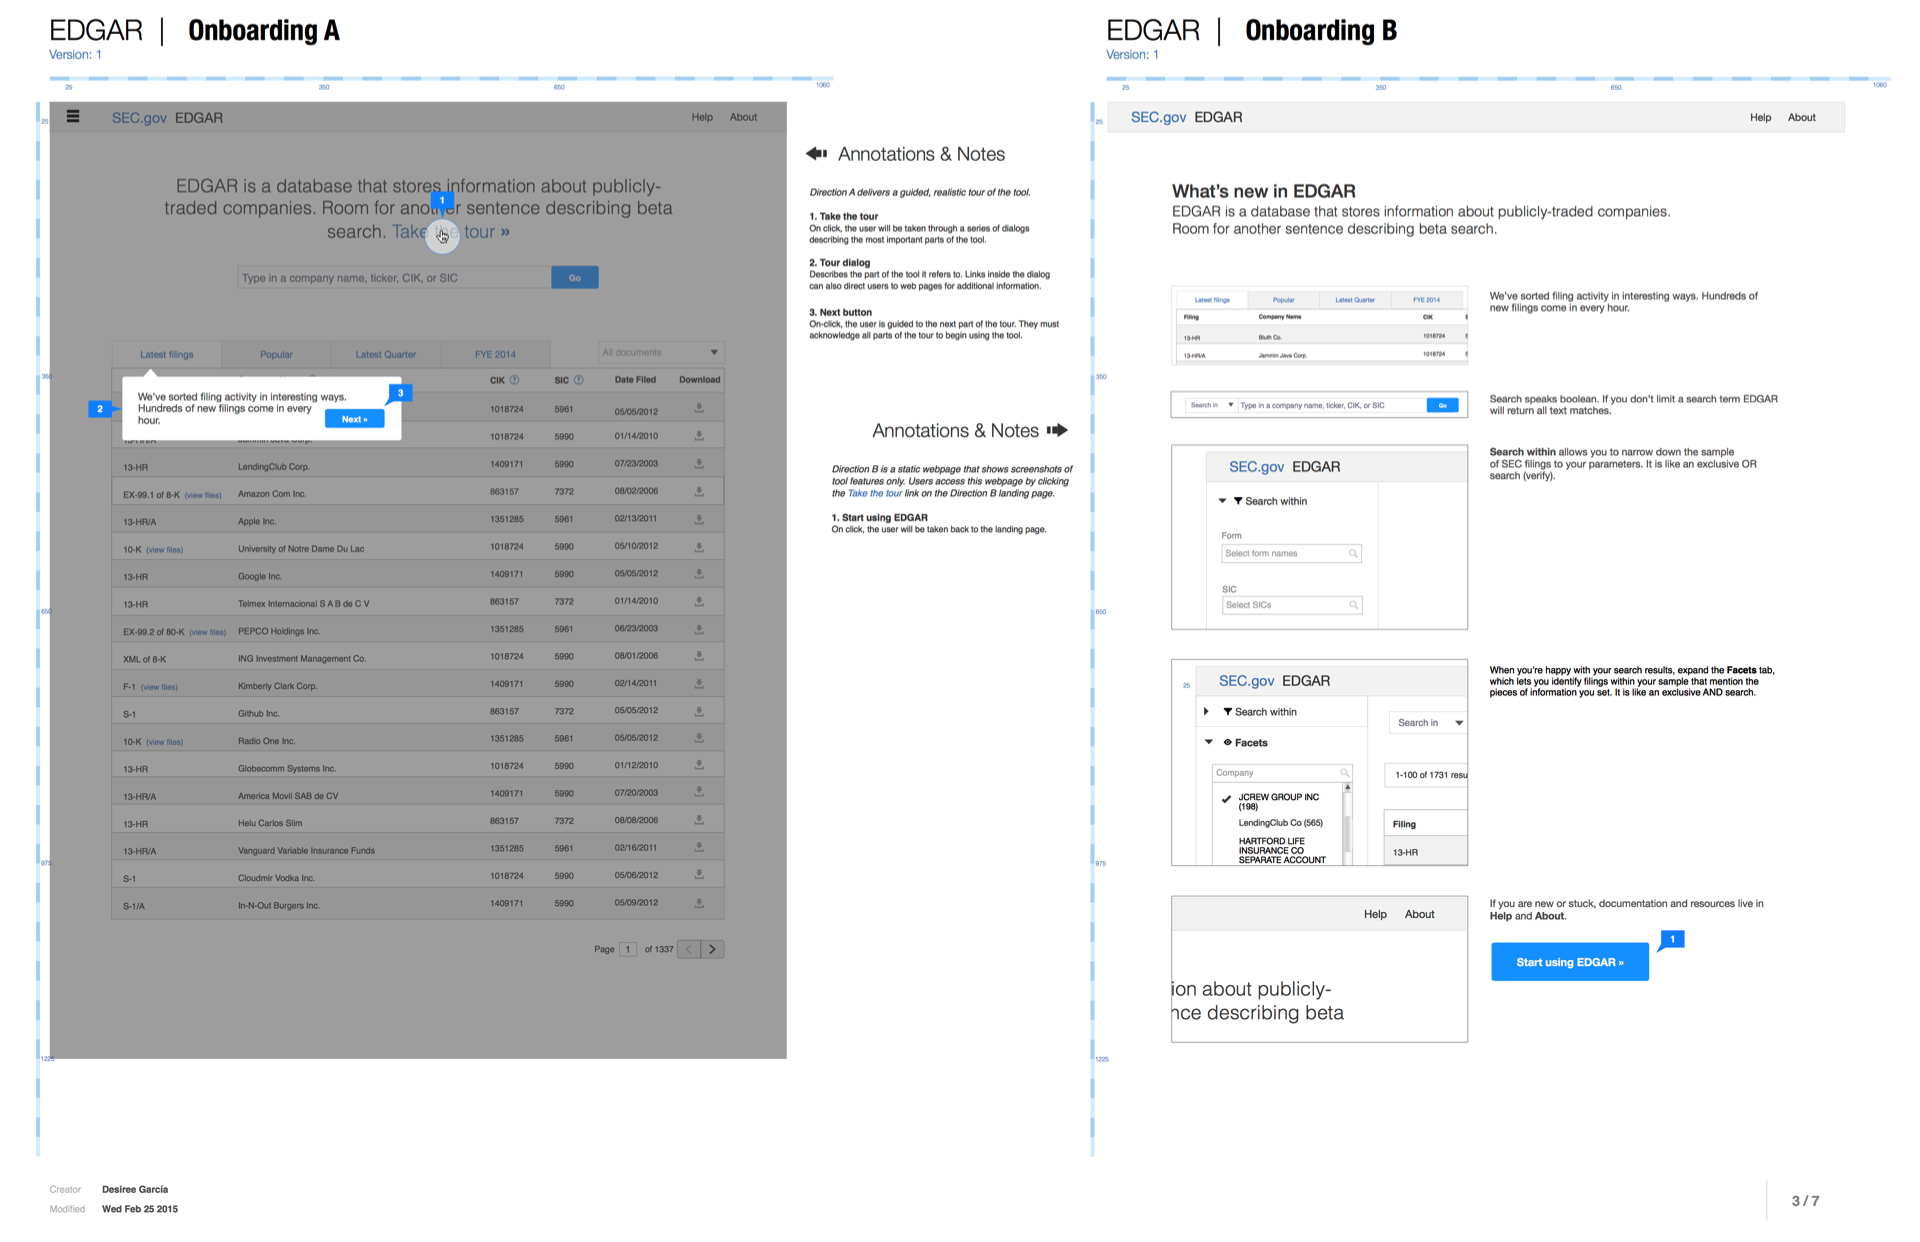 EDGAR | Onboarding A
Version: 1
25 350 650 1060
25
350
650
975
1225
SEC.gov EDGAR Help About
EDGAR is a database that stores information about publicly-
traded companies. Room for another sentence describing beta
search. Take the tour »
1
Type in a company name, ticker, CIK, or SIC Go
Latest filings Popular Latest Quarter FYE 2014 All documents
CIK ? SIC ? Date Filed Download
2
We've sorted filing activity in interesting ways.
Hundreds of new filings come in every
hour.
Next »
3
1018724 5961 05/05/2012
13-HR/A Jammin Java Corp. 1018724 5990 01/14/2010
13-HR LendingClub Corp. 1409171 5990 07/23/2003
EX-99.1 of 8-K (view files) Amazon Com Inc. 863157 7372 08/02/2006
13-HR/A Apple Inc. 1351285 5961 02/13/2011
10-K (view files) University of Notre Dame Du Lac 1018724 5990 05/10/2012
13-HR Google Inc. 1409171 5990 05/05/2012
13-HR Telmex Internacional S A B de C V 863157 7372 01/14/2010
EX-99.2 of 80-K (view files) PEPCO Holdings Inc. 1351285 5961 06/23/2003
XML of 8-K ING Investment Management Co. 1018724 5990 08/01/2006
F-1 (view files) Kimberly Clark Corp. 1409171 5990 02/14/2011
S-1 Github Inc. 863157 7372 05/05/2012
10-K (view files) Radio One Inc. 1351285 5961 05/05/2012
13-HR Globecomm Systems Inc. 1018724 5990 01/12/2010
13-HR/A America Movil SAB de CV 1409171 5990 07/20/2003
13-HR Helu Carlos Slim 863157 7372 08/08/2006
13-HR/A Vanguard Variable Insurance Funds 1351285 5961 02/16/2011
S-1 Cloudmir Vodka Inc. 1018724 5990 05/06/2012
S-1/A In-N-Out Burgers Inc. 1409171 5990 05/09/2012
Page 1 of 1337
Annotations & Notes
Direction A delivers a guided, realistic tour of the tool.
1. Take the tour
On click, the user will be taken through a series of dialogs
describing the most important parts of the tool.
2. Tour dialog
Describes the part of the tool it refers to. Links inside the dialog
can also direct users to web pages for additional information.
3. Next button
On-click, the user is guided to the next part of the tour. They must
acknowledge all parts of the tour to begin using the tool.
Annotations & Notes
Direction B is a static webpage that shows screenshots of
tool features only. Users access this webpage by clicking
the Take the tour link on the Direction B landing page.
1. Start using EDGAR
On click, the user will be taken back to the landing page.
EDGAR | Onboarding B
Version: 1
25 350 650 1060
25
350
650
975
1225
SEC.gov EDGAR Help About
What's new in EDGAR
EDGAR is a database that stores information about publicly-traded companies.
Room for another sentence describing beta search.
Latest filings Popular Latest Quarter FYE 2014
Filing Company Name CIK S
13-HR Bluth Co. 1018724
13-HR/A Jammin Java Corp. 1018724
We've sorted filing activity in interesting ways. Hundreds of
new filings come in every hour.
Search in Type in a company name, ticker, CIK, or SIC Go
Search speaks boolean. If you don't limit a search term EDGAR
will return all text matches.
SEC.gov EDGAR
Search within
Form
Select form names
SIC
Select SICs
Search within allows you to narrow down the sample
of SEC filings to your parameters. It is like an exclusive OR
search (verify).
25
SEC.gov EDGAR
Search within
Search in
Facets
Company
1-100 of 1731 resu
JCREW GROUP INC
(198)
LendingClub Co (565)
HARTFORD LIFE
INSURANCE CO
SEPARATE ACCOUNT
Filing
13-HR
When you're happy with your search results, expand the Facets tab,
which lets you identify filings within your sample that mention the
pieces of information you set. It is like an exclusive AND search.
Help About
ion about publicly-
nce describing beta
If you are new or stuck, documentation and resources live in
Help and About.
1
Start using EDGAR »
Creator Desiree García
Modified Wed Feb 25 2015
3 / 7